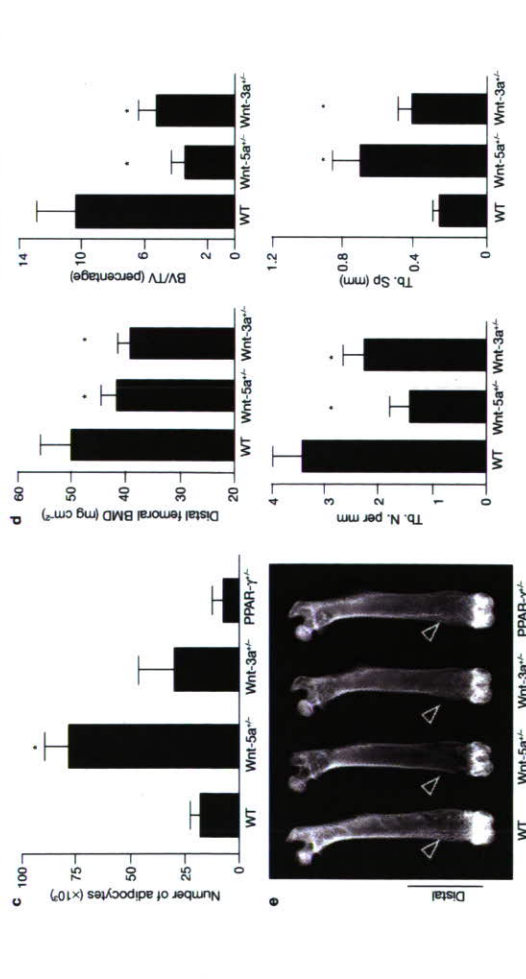 c
Number of adipocytes (×10³)
100
75
50
25
0
*
WT
Wnt-5a⁺/⁻
Wnt-3a⁺/⁻
PPAR-γ⁺/⁻
d
Distal femoral BMD (mg cm⁻²)
60
50
40
30
20
*
*
WT
Wnt-5a⁺/⁻
Wnt-3a⁺/⁻
BV/TV (percentage)
14
10
6
2
0
*
*
WT
Wnt-5a⁺/⁻
Wnt-3a⁺/⁻
Tb. N. per mm
4
3
2
1
0
*
*
WT
Wnt-5a⁺/⁻
Wnt-3a⁺/⁻
Tb. Sp (mm)
1.2
0.8
0.4
0
*
*
WT
Wnt-5a⁺/⁻
Wnt-3a⁺/⁻
e
Distal
WT
Wnt-5a⁺/⁻
Wnt-3a⁺/⁻
PPAR-γ⁺/⁻